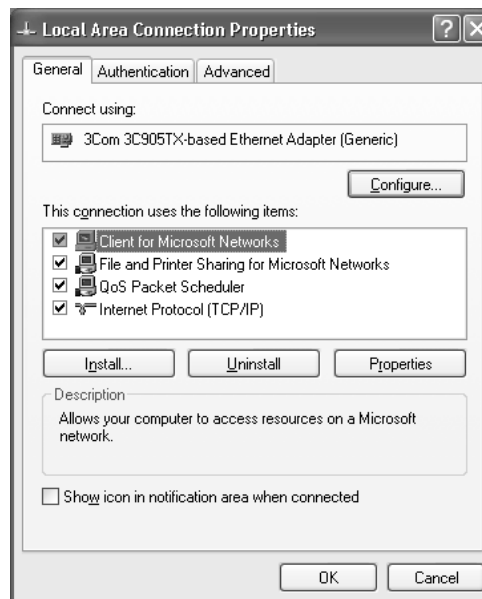 Local Area Connection Properties
General Authentication Advanced
Connect using:
3Com 3C905TX-based Ethernet Adapter (Generic)
Configure...
This connection uses the following items:
Client for Microsoft Networks
File and Printer Sharing for Microsoft Networks
QoS Packet Scheduler
Internet Protocol (TCP/IP)
Install... Uninstall Properties
Description
Allows your computer to access resources on a Microsoft
network.
Show icon in notification area when connected
OK Cancel